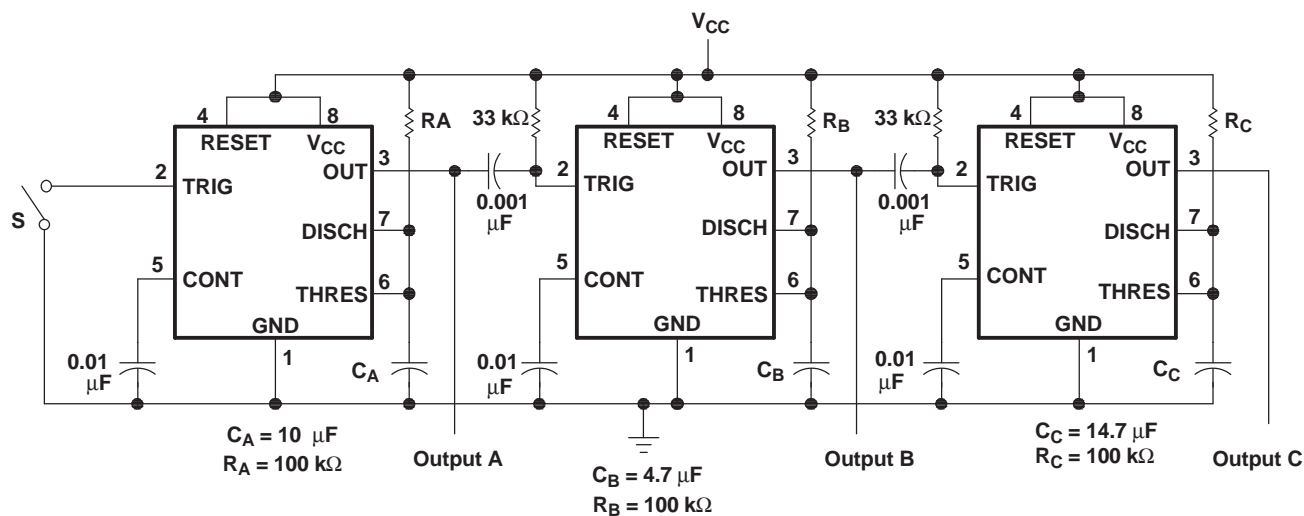 VCC
4 8
RESET VCC
RA
33 kΩ
3
OUT
2
TRIG
S
0.001
μF
7
DISCH
5
CONT
6
THRES
GND
1
0.01
μF
CA
CA = 10 μF
RA = 100 kΩ
Output A
4 8
RESET VCC
RB
33 kΩ
3
OUT
2
TRIG
0.001
μF
7
DISCH
5
CONT
6
THRES
GND
1
0.01
μF
CB
CB = 4.7 μF
RB = 100 kΩ
Output B
4 8
RESET VCC
RC
3
OUT
2
TRIG
7
DISCH
5
CONT
6
THRES
GND
1
0.01
μF
CC
CC = 14.7 μF
RC = 100 kΩ
Output C